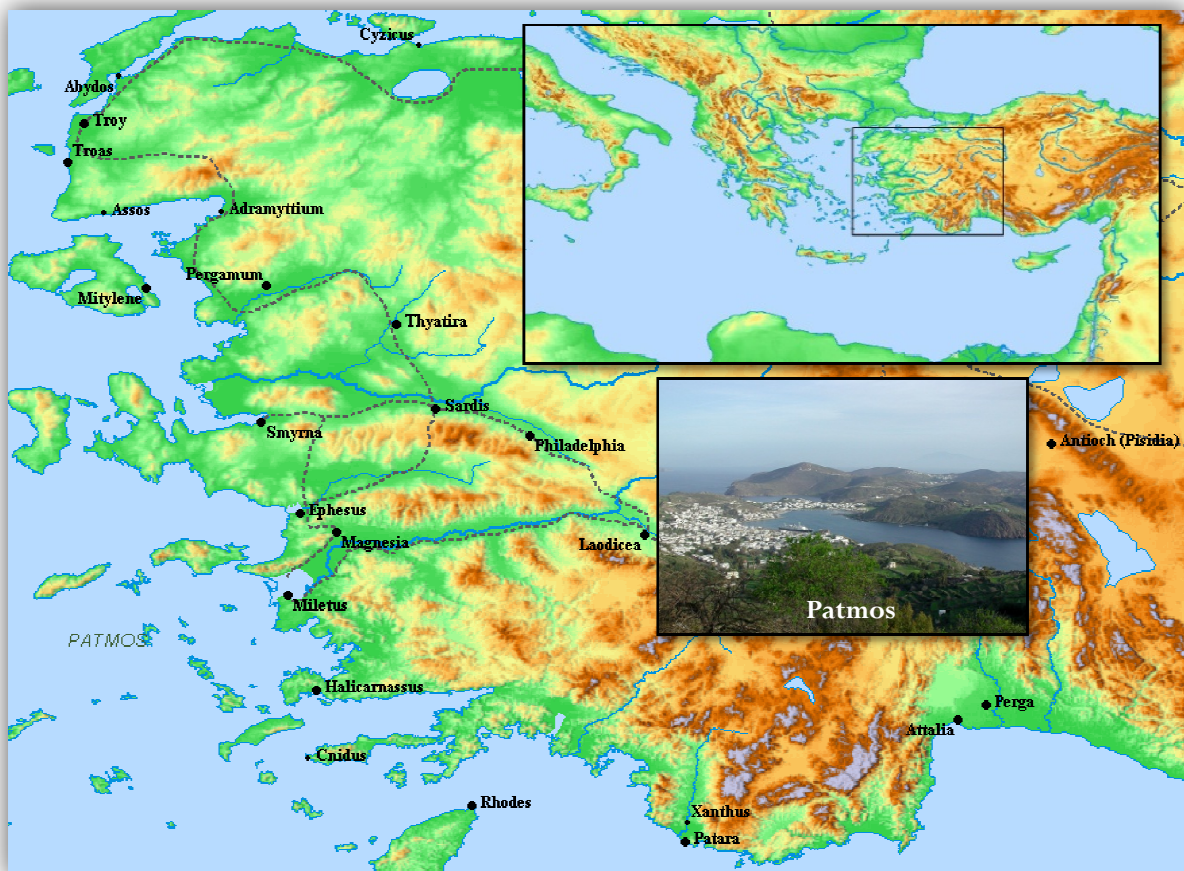 Cyzicus
Abydos
Troy
Troas
Assos
Adramyttium
Pergamum
Mitylene
Thyatira
Sardis
Smyrna
Philadelphia
Antioch (Pisidia)
Ephesus
Magnesia
Laodicea
Miletus
Patmos
PATMOS
Halicarnassus
Perga
Attalia
Cnidus
Rhodes
Xanthus
Patara